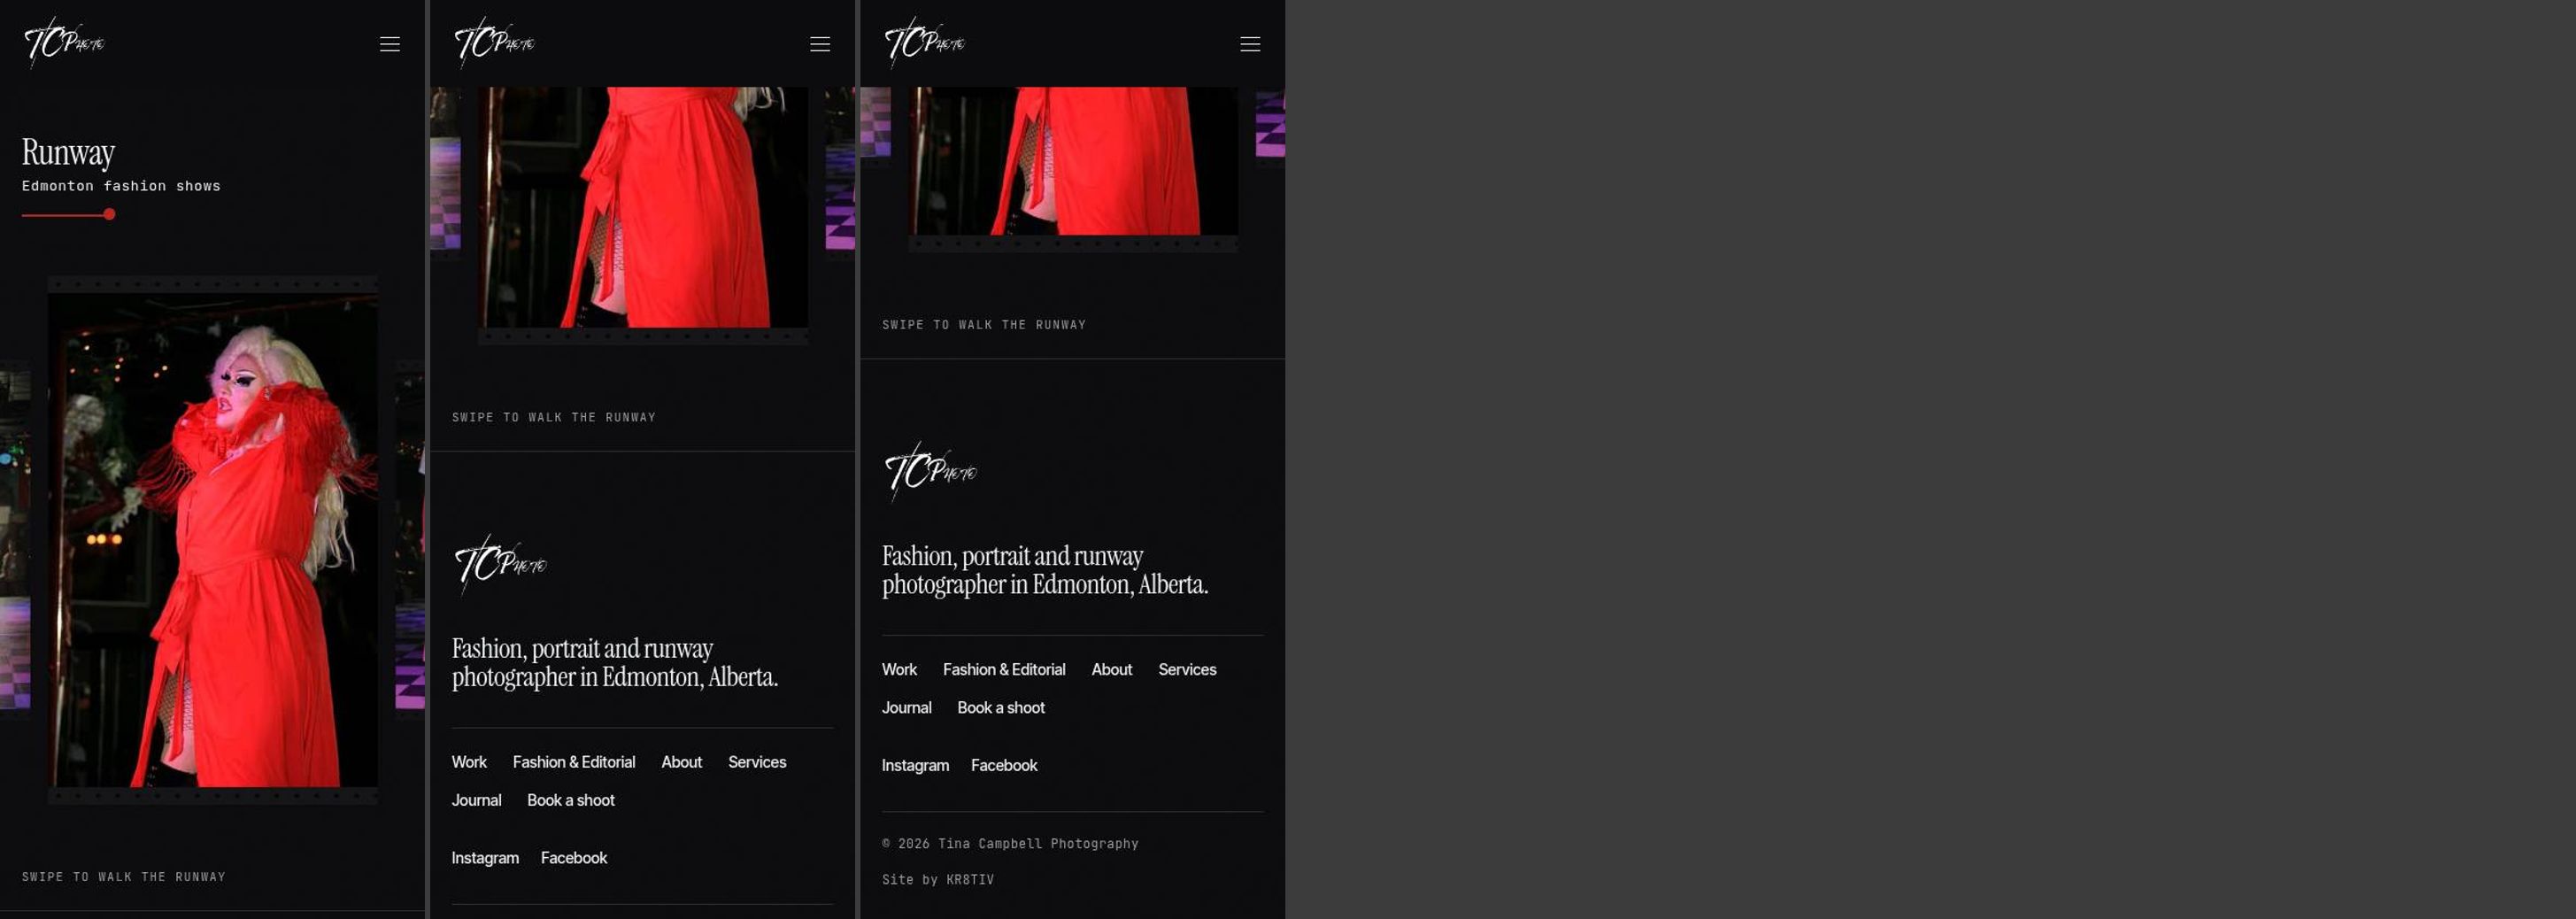 TCPHOTO
Runway
Edmonton fashion shows
SWIPE TO WALK THE RUNWAY
TCPHOTO
SWIPE TO WALK THE RUNWAY
TCPHOTO
Fashion, portrait and runway
photographer in Edmonton, Alberta.
Work Fashion & Editorial About Services
Journal Book a shoot
Instagram Facebook
TCPHOTO
SWIPE TO WALK THE RUNWAY
TCPHOTO
Fashion, portrait and runway
photographer in Edmonton, Alberta.
Work Fashion & Editorial About Services
Journal Book a shoot
Instagram Facebook
© 2026 Tina Campbell Photography
Site by KR8TIV